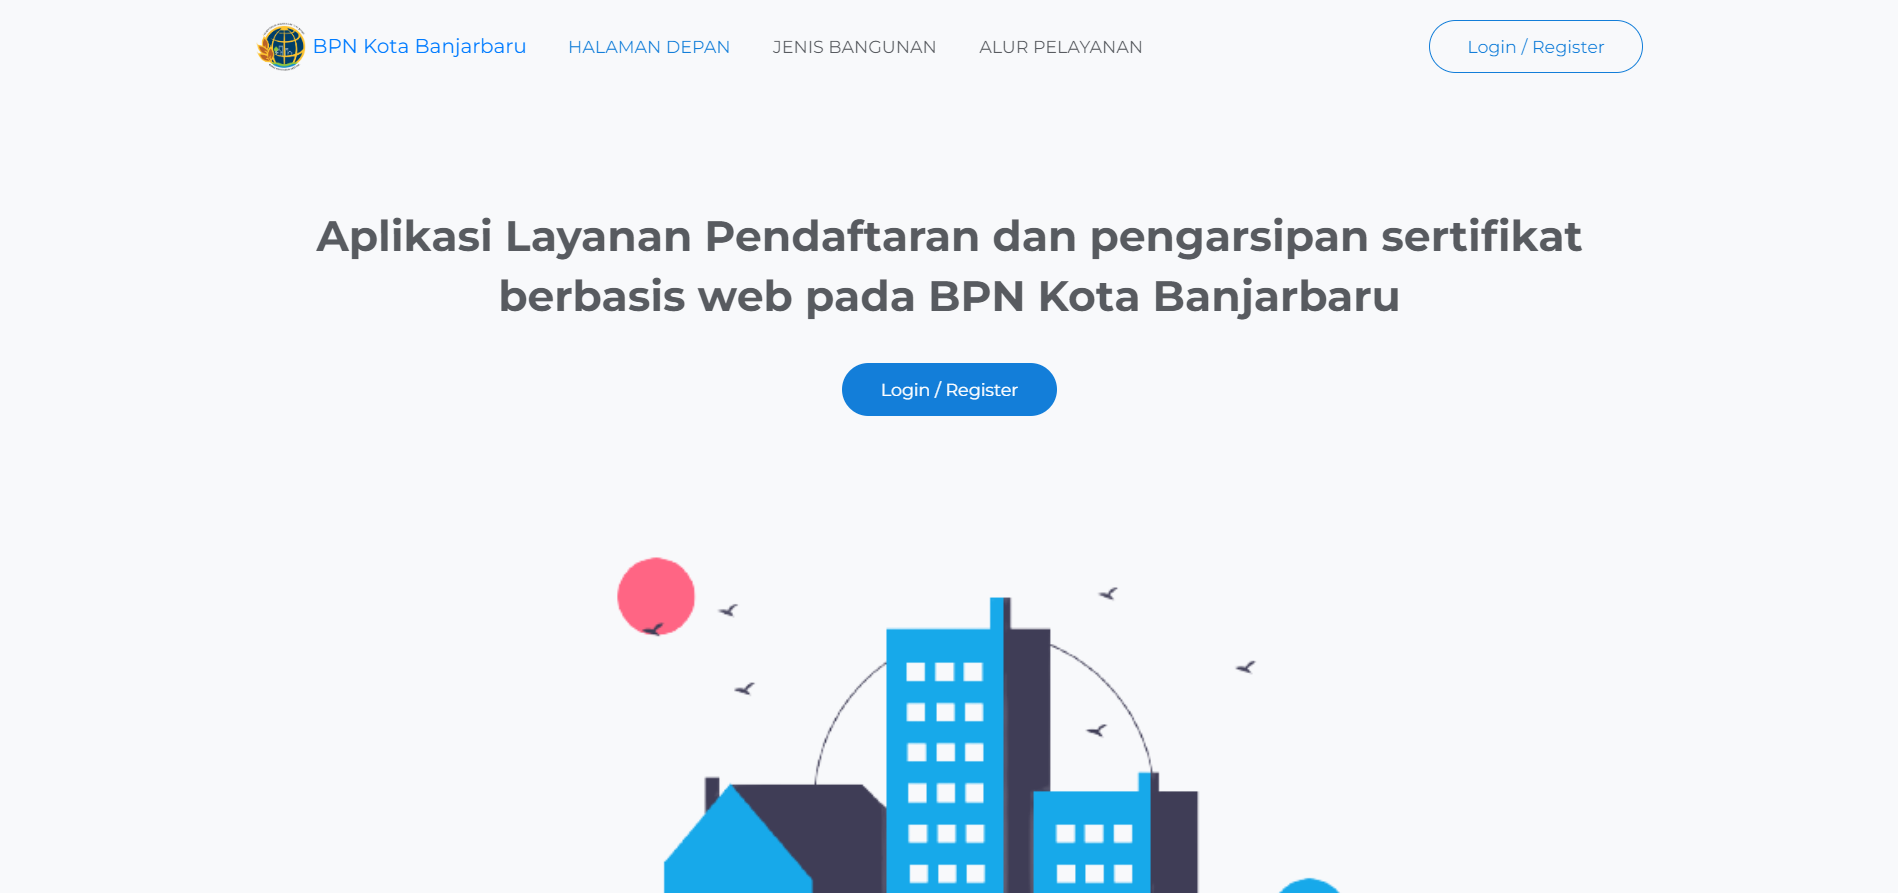 BPN Kota Banjarbaru
HALAMAN DEPAN
JENIS BANGUNAN
ALUR PELAYANAN
Login / Register
Aplikasi Layanan Pendaftaran dan pengarsipan sertifikat
berbasis web pada BPN Kota Banjarbaru
Login / Register